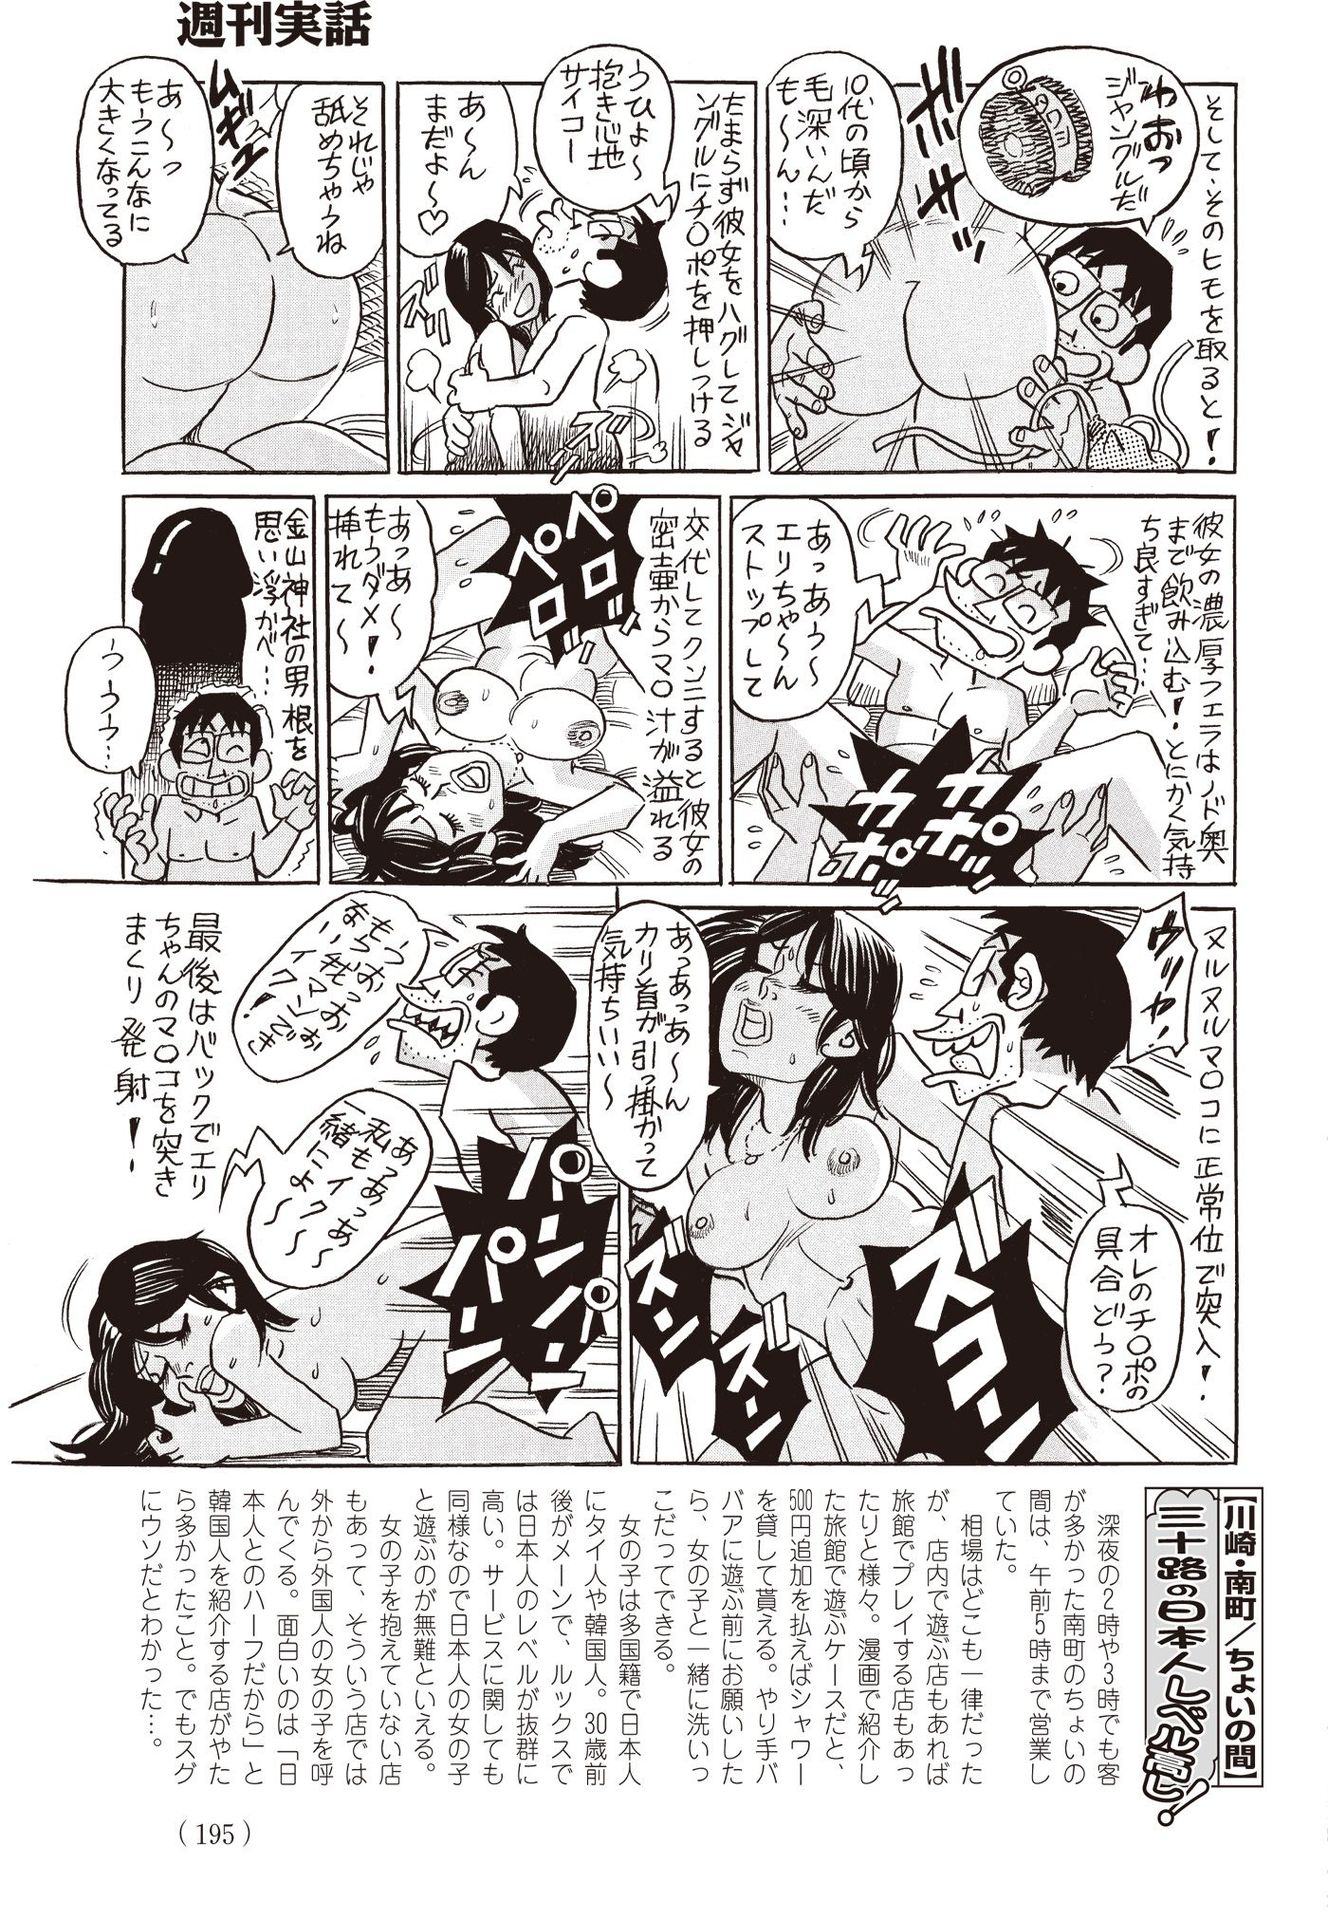 週刊実話
そして、そのヒモを取ると!
わおっ
ジャングルだ
タワシ
ボボーン
10代の頃から
毛深いんだ
も〜ん…
たまらず彼女をハグしてジャ
ングルにチ○ポを押しつける
うひょ〜
抱き心地
サイコー
あ〜ん
まだよ〜♡
ズリズリ
それじゃ
舐めちゃうね
あ〜っ
もうこんなに
大きくなってる
彼女の濃厚フェラはノド奥
まで飲み込む!とにかく気持
ち良すぎて…
あっあう〜
エリちゃ〜ん
ストップして
カポッ
カポッ
交代してクンニすると彼女の
密壷からマ○汁が溢れる
ペロ
ペロ
あっあ〜
もうダメ!
挿れて〜
金山神社の男根を
思い浮かべ…
う〜う…
ヌルヌルマ○コに正常位で突入!
ウリャ!
オレのチ○ポの
具合どう?
ズコン
ズン
ズン
あっあ〜ん
カリ首が引っ掛かって
気持ちいい〜
最後はバックでエリ
ちゃんのマ○コを突き
まくり発射!
パンパン
パンパン
あっあっあ〜
私もイク〜
一緒によ〜
【川崎・南町/ちょいの間】
三十路の日本人レベル高し!
深夜の2時や3時でも客
が多かった南町のちょいの
間は、午前5時まで営業し
ていた。
相場はどこも一律だった
が、店内で遊ぶ店もあれば
旅館でプレイする店もあっ
たりと様々。漫画で紹介し
た旅館で遊ぶケースだと、
500円追加を払えばシャワー
を貸して貰える。やり手バ
バアに遊ぶ前にお願いした
ら、女の子と一緒に洗いっ
こだってできる。
女の子は多国籍で日本人
にタイ人や韓国人。30歳前
後がメーンで、ルックスで
は日本人のレベルが抜群に
高い。サービスに関しても
同様なので日本人の女の子
と遊ぶのが無難といえる。
女の子を抱えていない店
もあって、そういう店では
外から外国人の女の子を呼
んでくる。面白いのは「日
本人とのハーフだから」と
韓国人を紹介する店がやた
ら多かったこと。でもスグ
にウソだとわかった…。
(195)